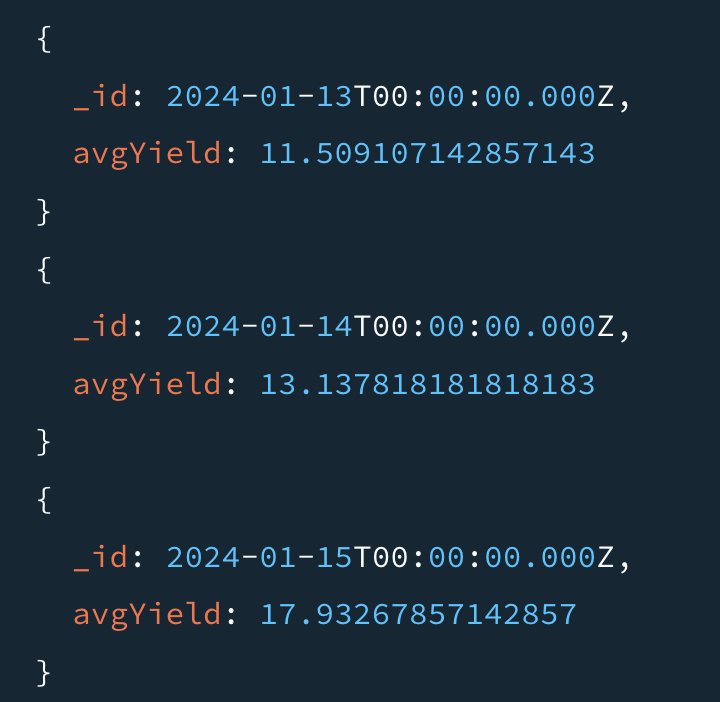 {
_id: 2024-01-13T00:00:00.000Z,
avgYield: 11.509107142857143
}
{
_id: 2024-01-14T00:00:00.000Z,
avgYield: 13.137818181818183
}
{
_id: 2024-01-15T00:00:00.000Z,
avgYield: 17.93267857142857
}